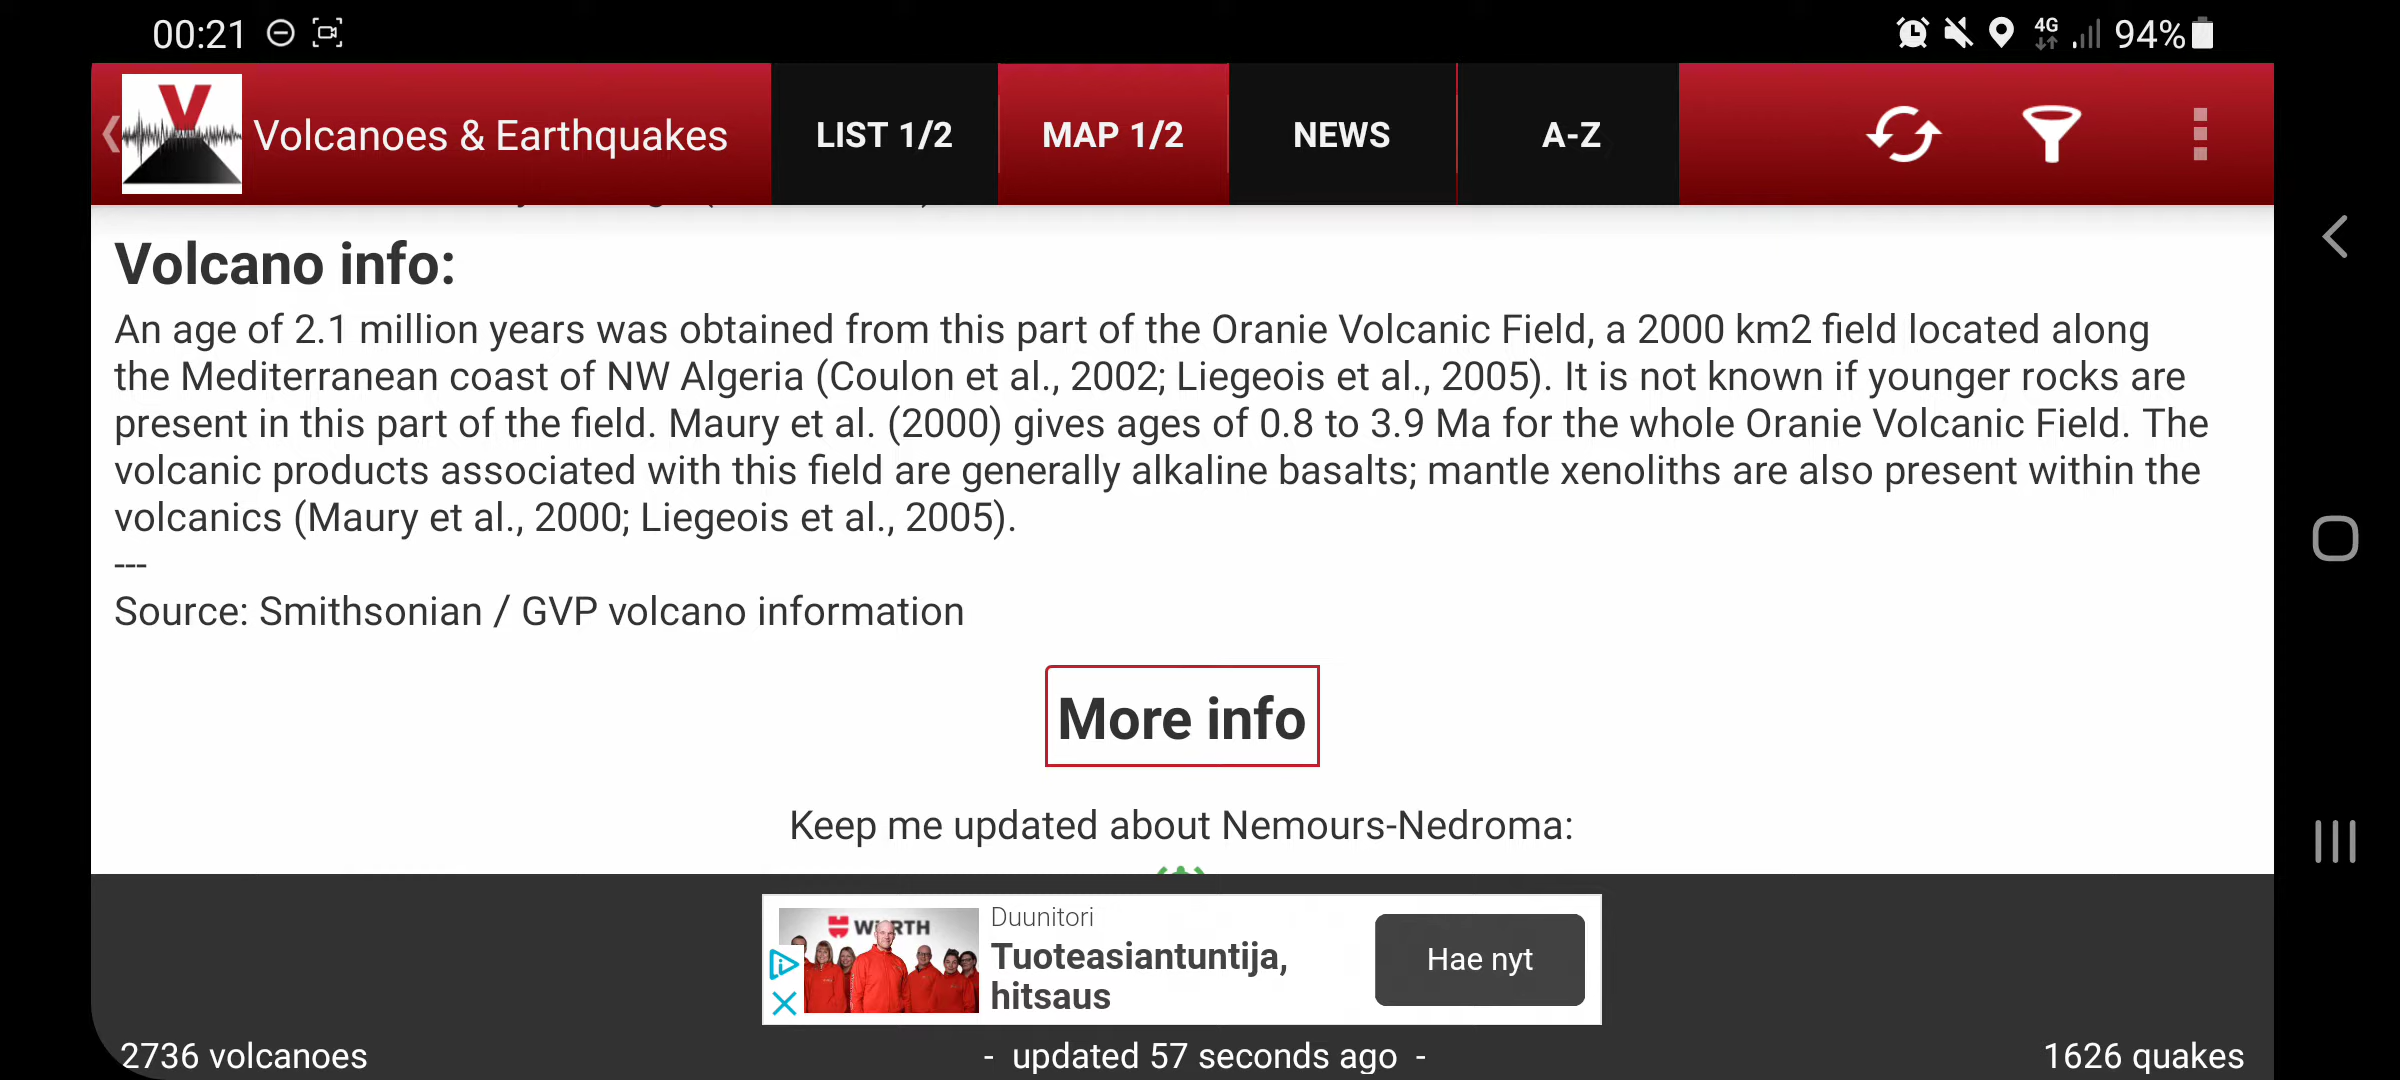 00:21
4G
94%
Volcanoes & Earthquakes
LIST 1/2
MAP 1/2
NEWS
A-Z
Volcano info:
An age of 2.1 million years was obtained from this part of the Oranie Volcanic Field, a 2000 km2 field located along
the Mediterranean coast of NW Algeria (Coulon et al., 2002; Liegeois et al., 2005). It is not known if younger rocks are
present in this part of the field. Maury et al. (2000) gives ages of 0.8 to 3.9 Ma for the whole Oranie Volcanic Field. The
volcanic products associated with this field are generally alkaline basalts; mantle xenoliths are also present within the
volcanics (Maury et al., 2000; Liegeois et al., 2005).
---
Source: Smithsonian / GVP volcano information
More info
Keep me updated about Nemours-Nedroma:
Duunitori
Tuoteasiantuntija,
hitsaus
Hae nyt
2736 volcanoes
- updated 57 seconds ago -
1626 quakes